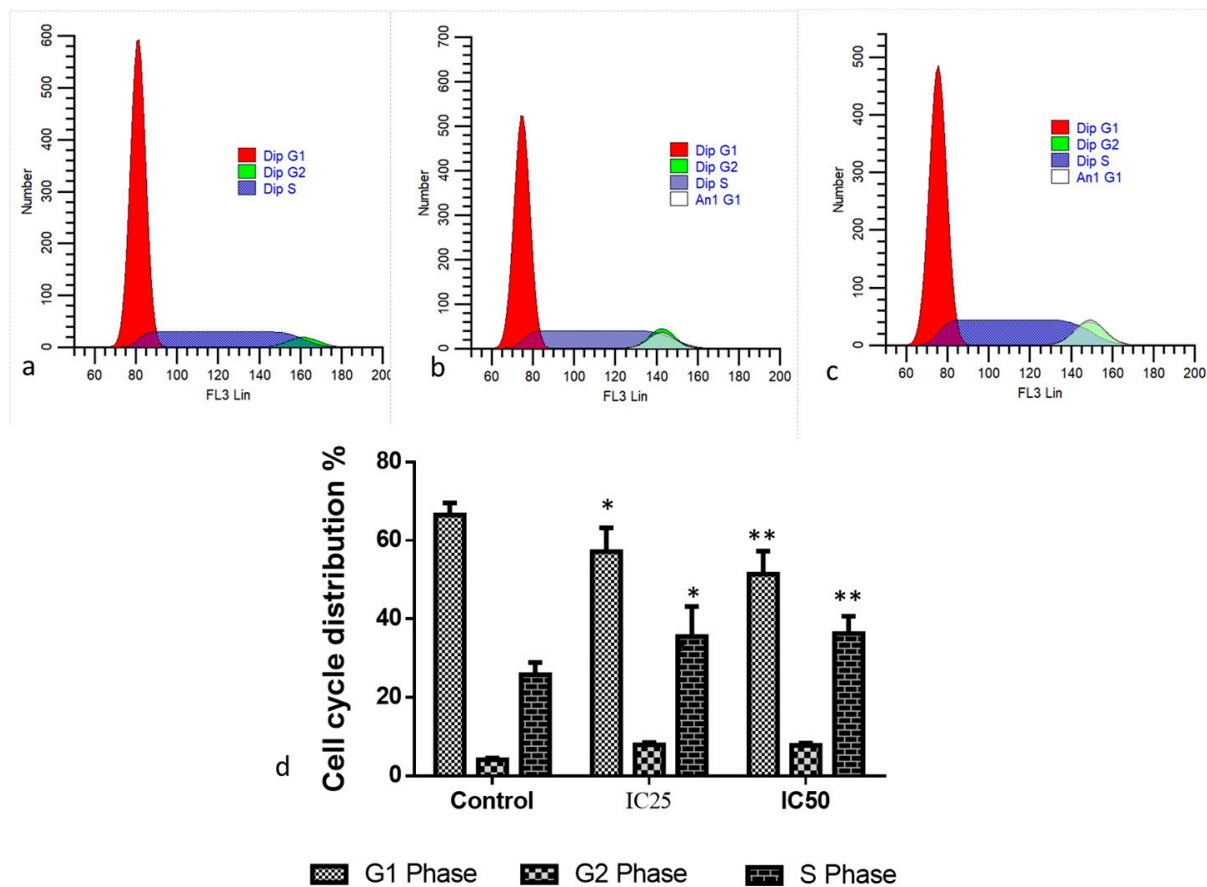 600
500
400
300
200
100
0
Number
Dip G1
Dip G2
Dip S
60 80 100 120 140 160 180 200
FL3 Lin
a
700
600
500
400
300
200
100
0
Number
Dip G1
Dip G2
Dip S
An1 G1
60 80 100 120 140 160 180 200
FL3 Lin
b
500
400
300
200
100
0
Number
Dip G1
Dip G2
Dip S
An1 G1
60 80 100 120 140 160 180 200
FL3 Lin
c
Cell cycle distribution %
80
60
40
20
0
* * ** **
Control IC25 IC50
d
G1 Phase G2 Phase S Phase